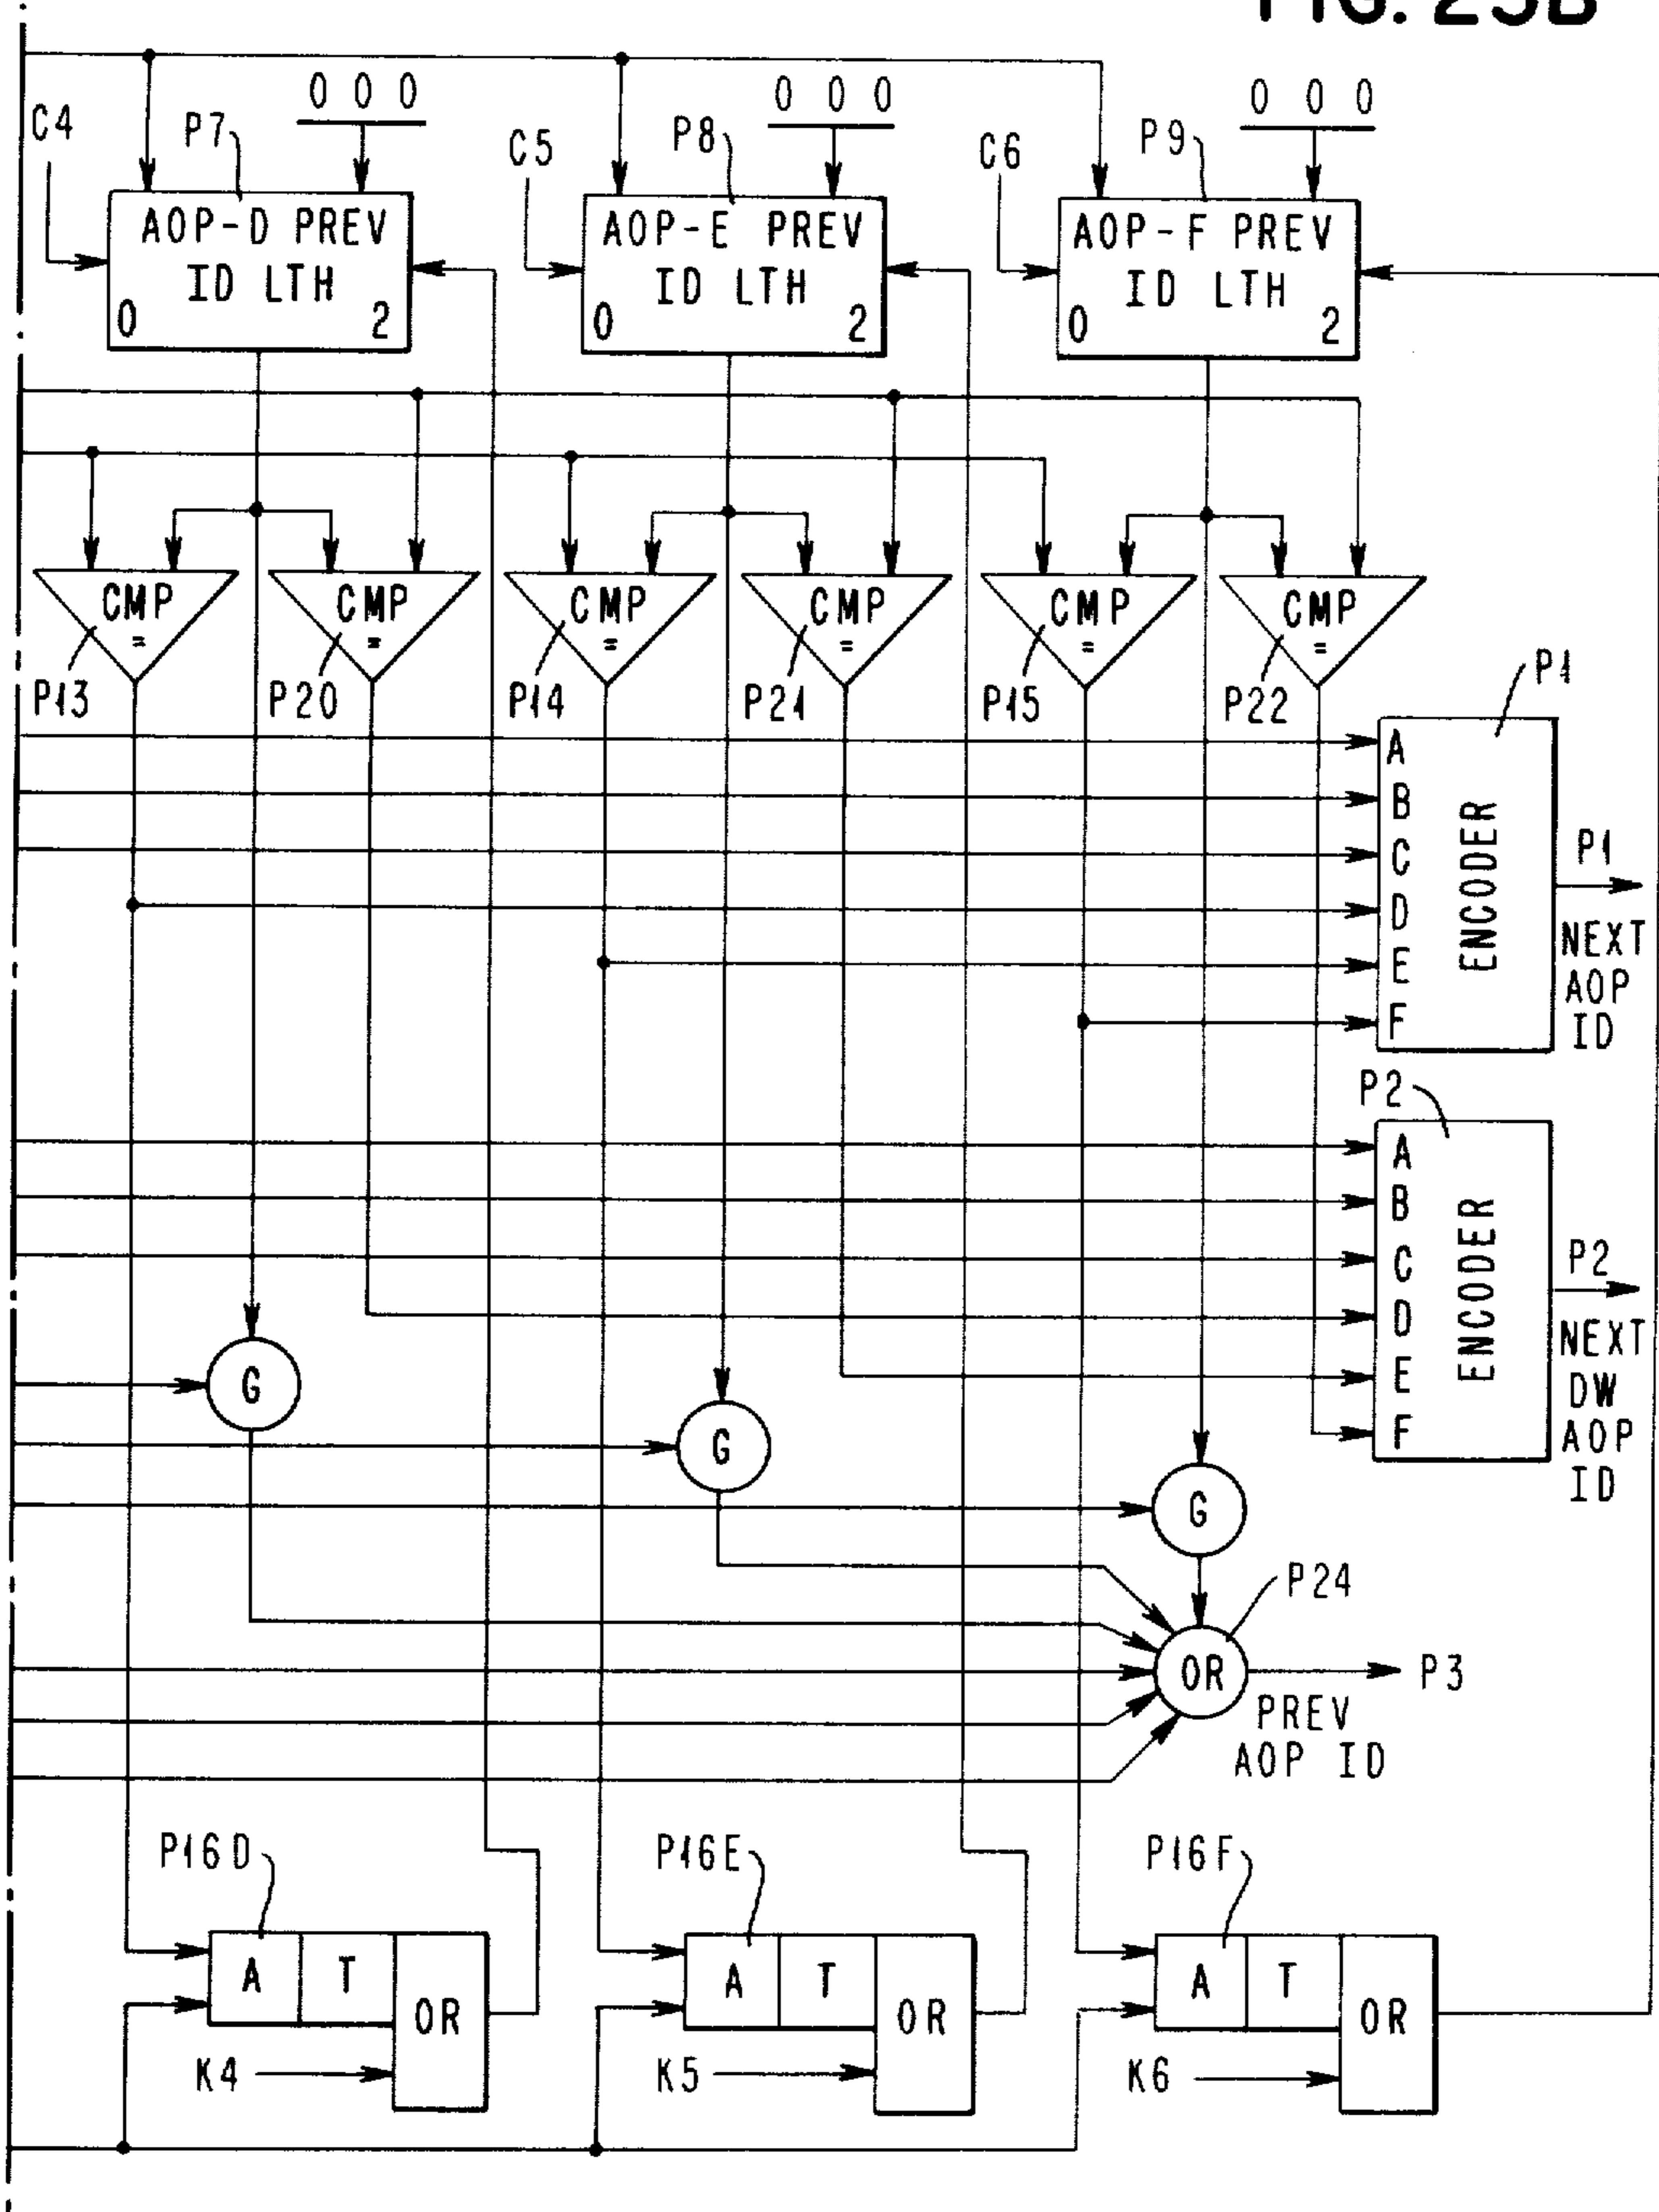 FIG. 25B
0 0 0
0 0 0
0 0 0
C4
P7
C5
P8
C6
P9
AOP-D PREV
ID LTH
0 2
AOP-E PREV
ID LTH
0 2
AOP-F PREV
ID LTH
0 2
CMP
=
CMP
=
CMP
=
CMP
=
CMP
=
CMP
=
P13
P20
P14
P21
P15
P22
P1
A
B
C
D
E
F
ENCODER
P1
NEXT
AOP
ID
P2
A
B
C
D
E
F
ENCODER
P2
NEXT
DW
AOP
ID
G
G
G
P24
OR
P3
PREV
AOP ID
P16D
P16E
P16F
A T OR
A T OR
A T OR
K4
K5
K6